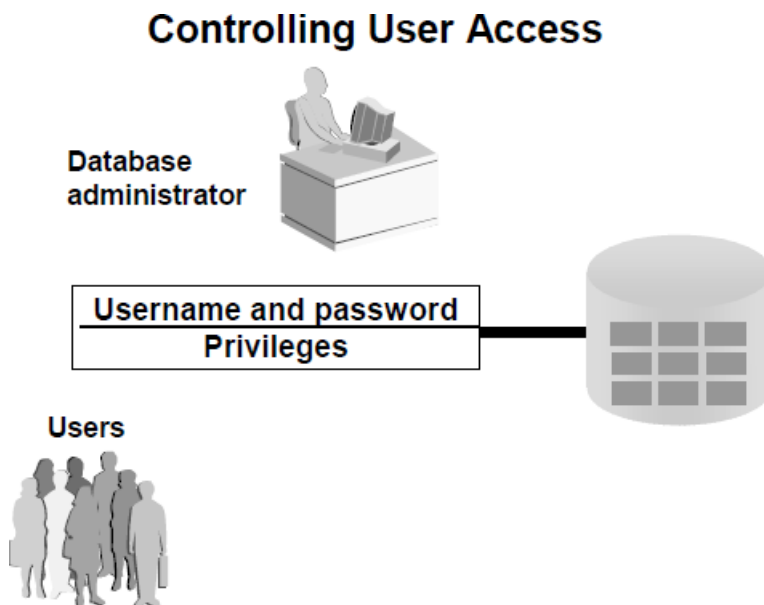 Controlling User Access
Database
administrator
Username and password
Privileges
Users